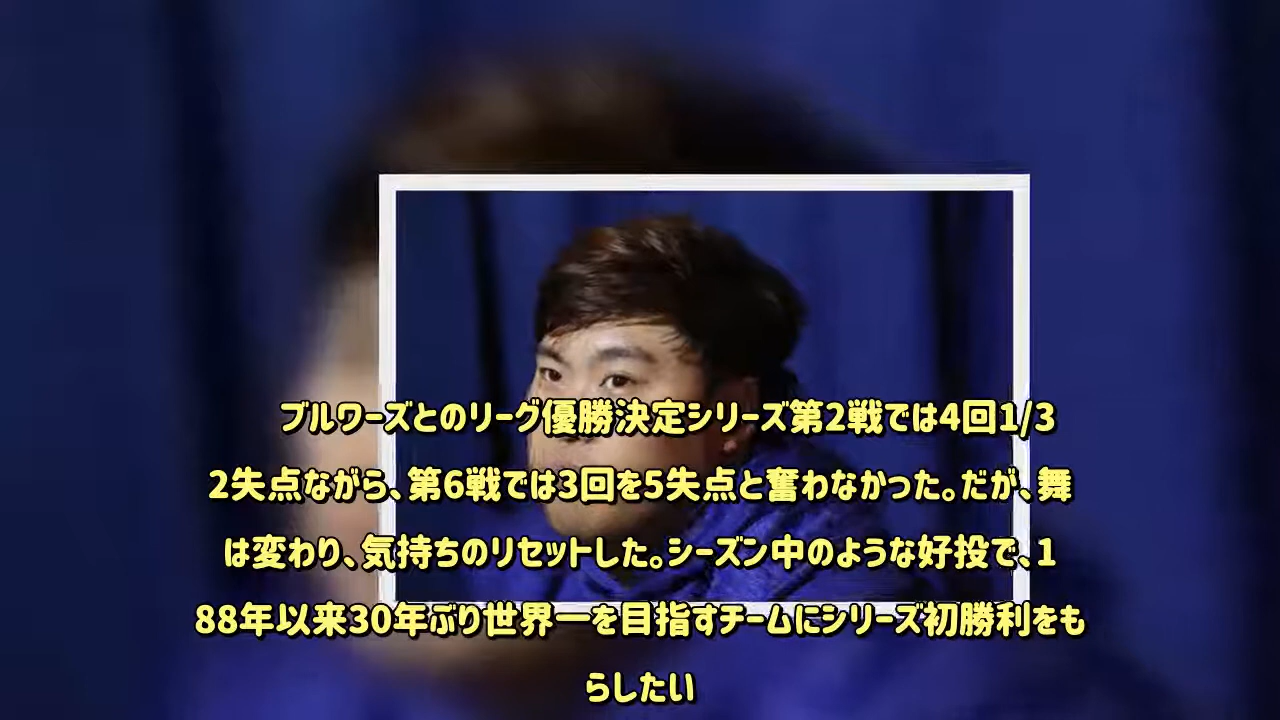 ブルワーズとのリーグ優勝決定シリーズ第2戦では4回1/3
2失点ながら、第6戦では3回を5失点と奮わなかった。だが、舞
は変わり、気持ちのリセットした。シーズン中のような好投で、1
88年以来30年ぶり世界一を目指すチームにシリーズ初勝利をも
らしたい